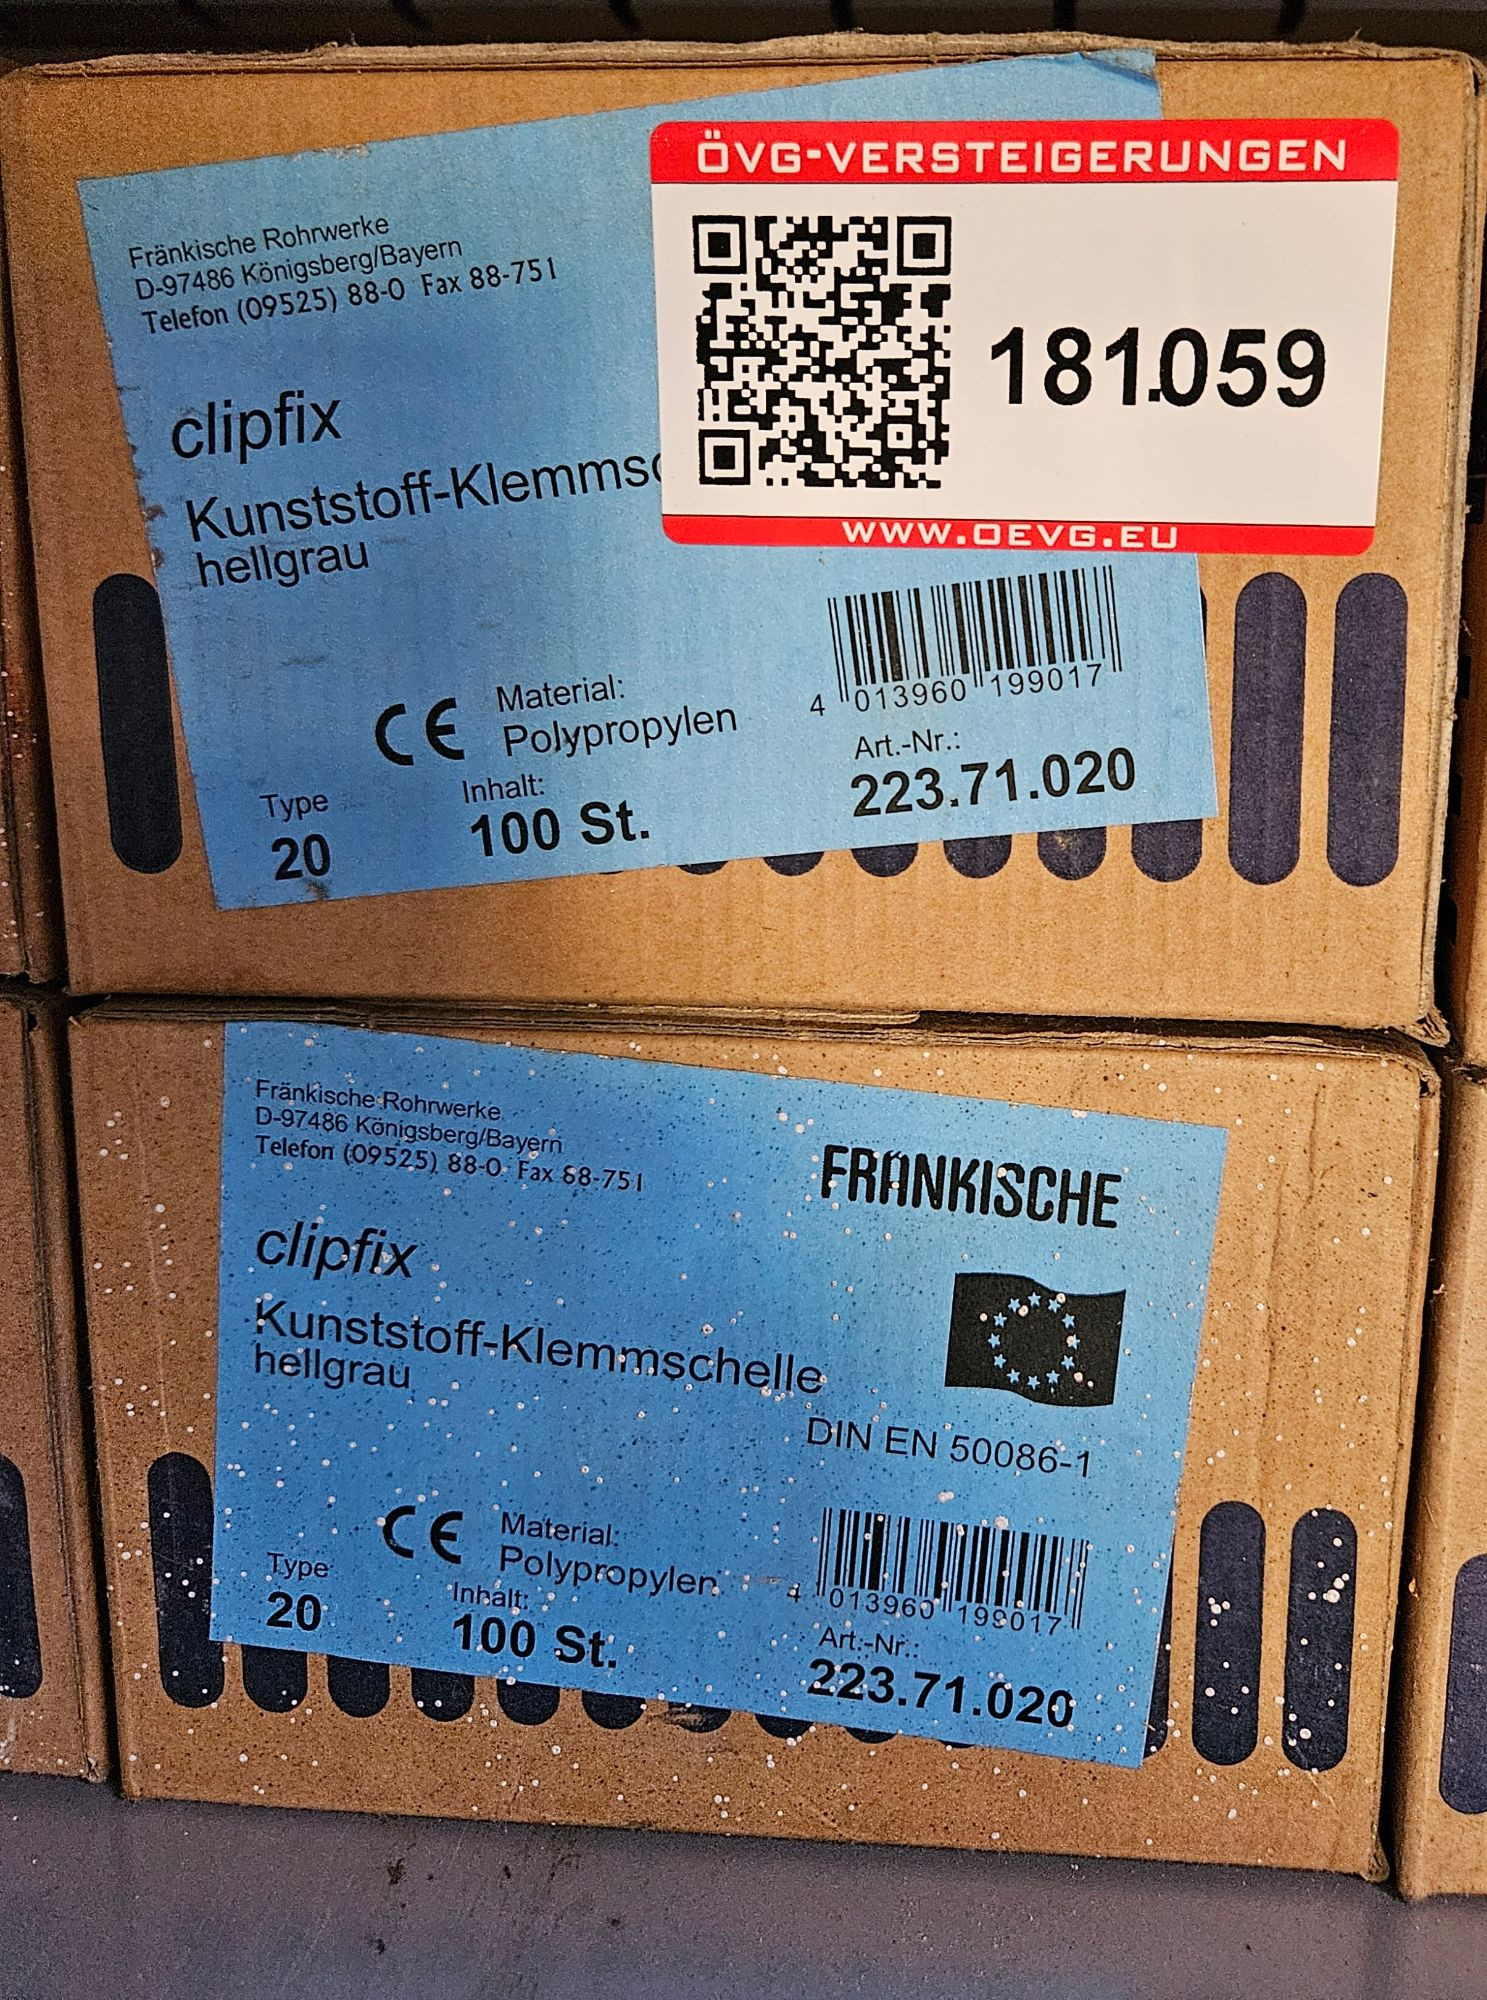 ÖVG-VERSTEIGERUNGEN
181.059
WWW.OEVG.EU
Fränkische Rohrwerke
D-97486 Königsberg/Bayern
Telefon (09525) 88-0 Fax 88-751
clipfix
Kunststoff-Klemmsc
hellgrau
CE
Material:
Polypropylen
4 013960 199017
Type
20
Inhalt:
100 St.
Art.-Nr.:
223.71.020
Fränkische Rohrwerke
D-97486 Königsberg/Bayern
Telefon (09525) 88-0 Fax 88-751
FRÄNKISCHE
clipfix
Kunststoff-Klemmschelle
hellgrau
DIN EN 50086-1
CE
Material:
Polypropylen
4 013960 199017
Type
20
Inhalt:
100 St.
Art.-Nr.:
223.71.020